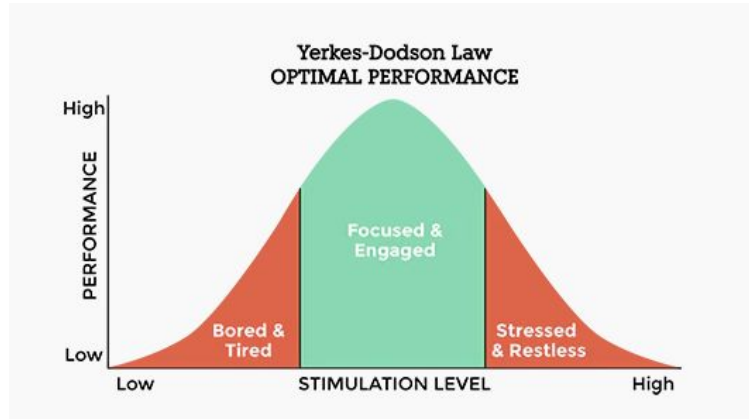 Yerkes-Dodson Law
OPTIMAL PERFORMANCE
High
PERFORMANCE
Focused &
Engaged
Bored &
Tired
Stressed
& Restless
Low
Low
STIMULATION LEVEL
High